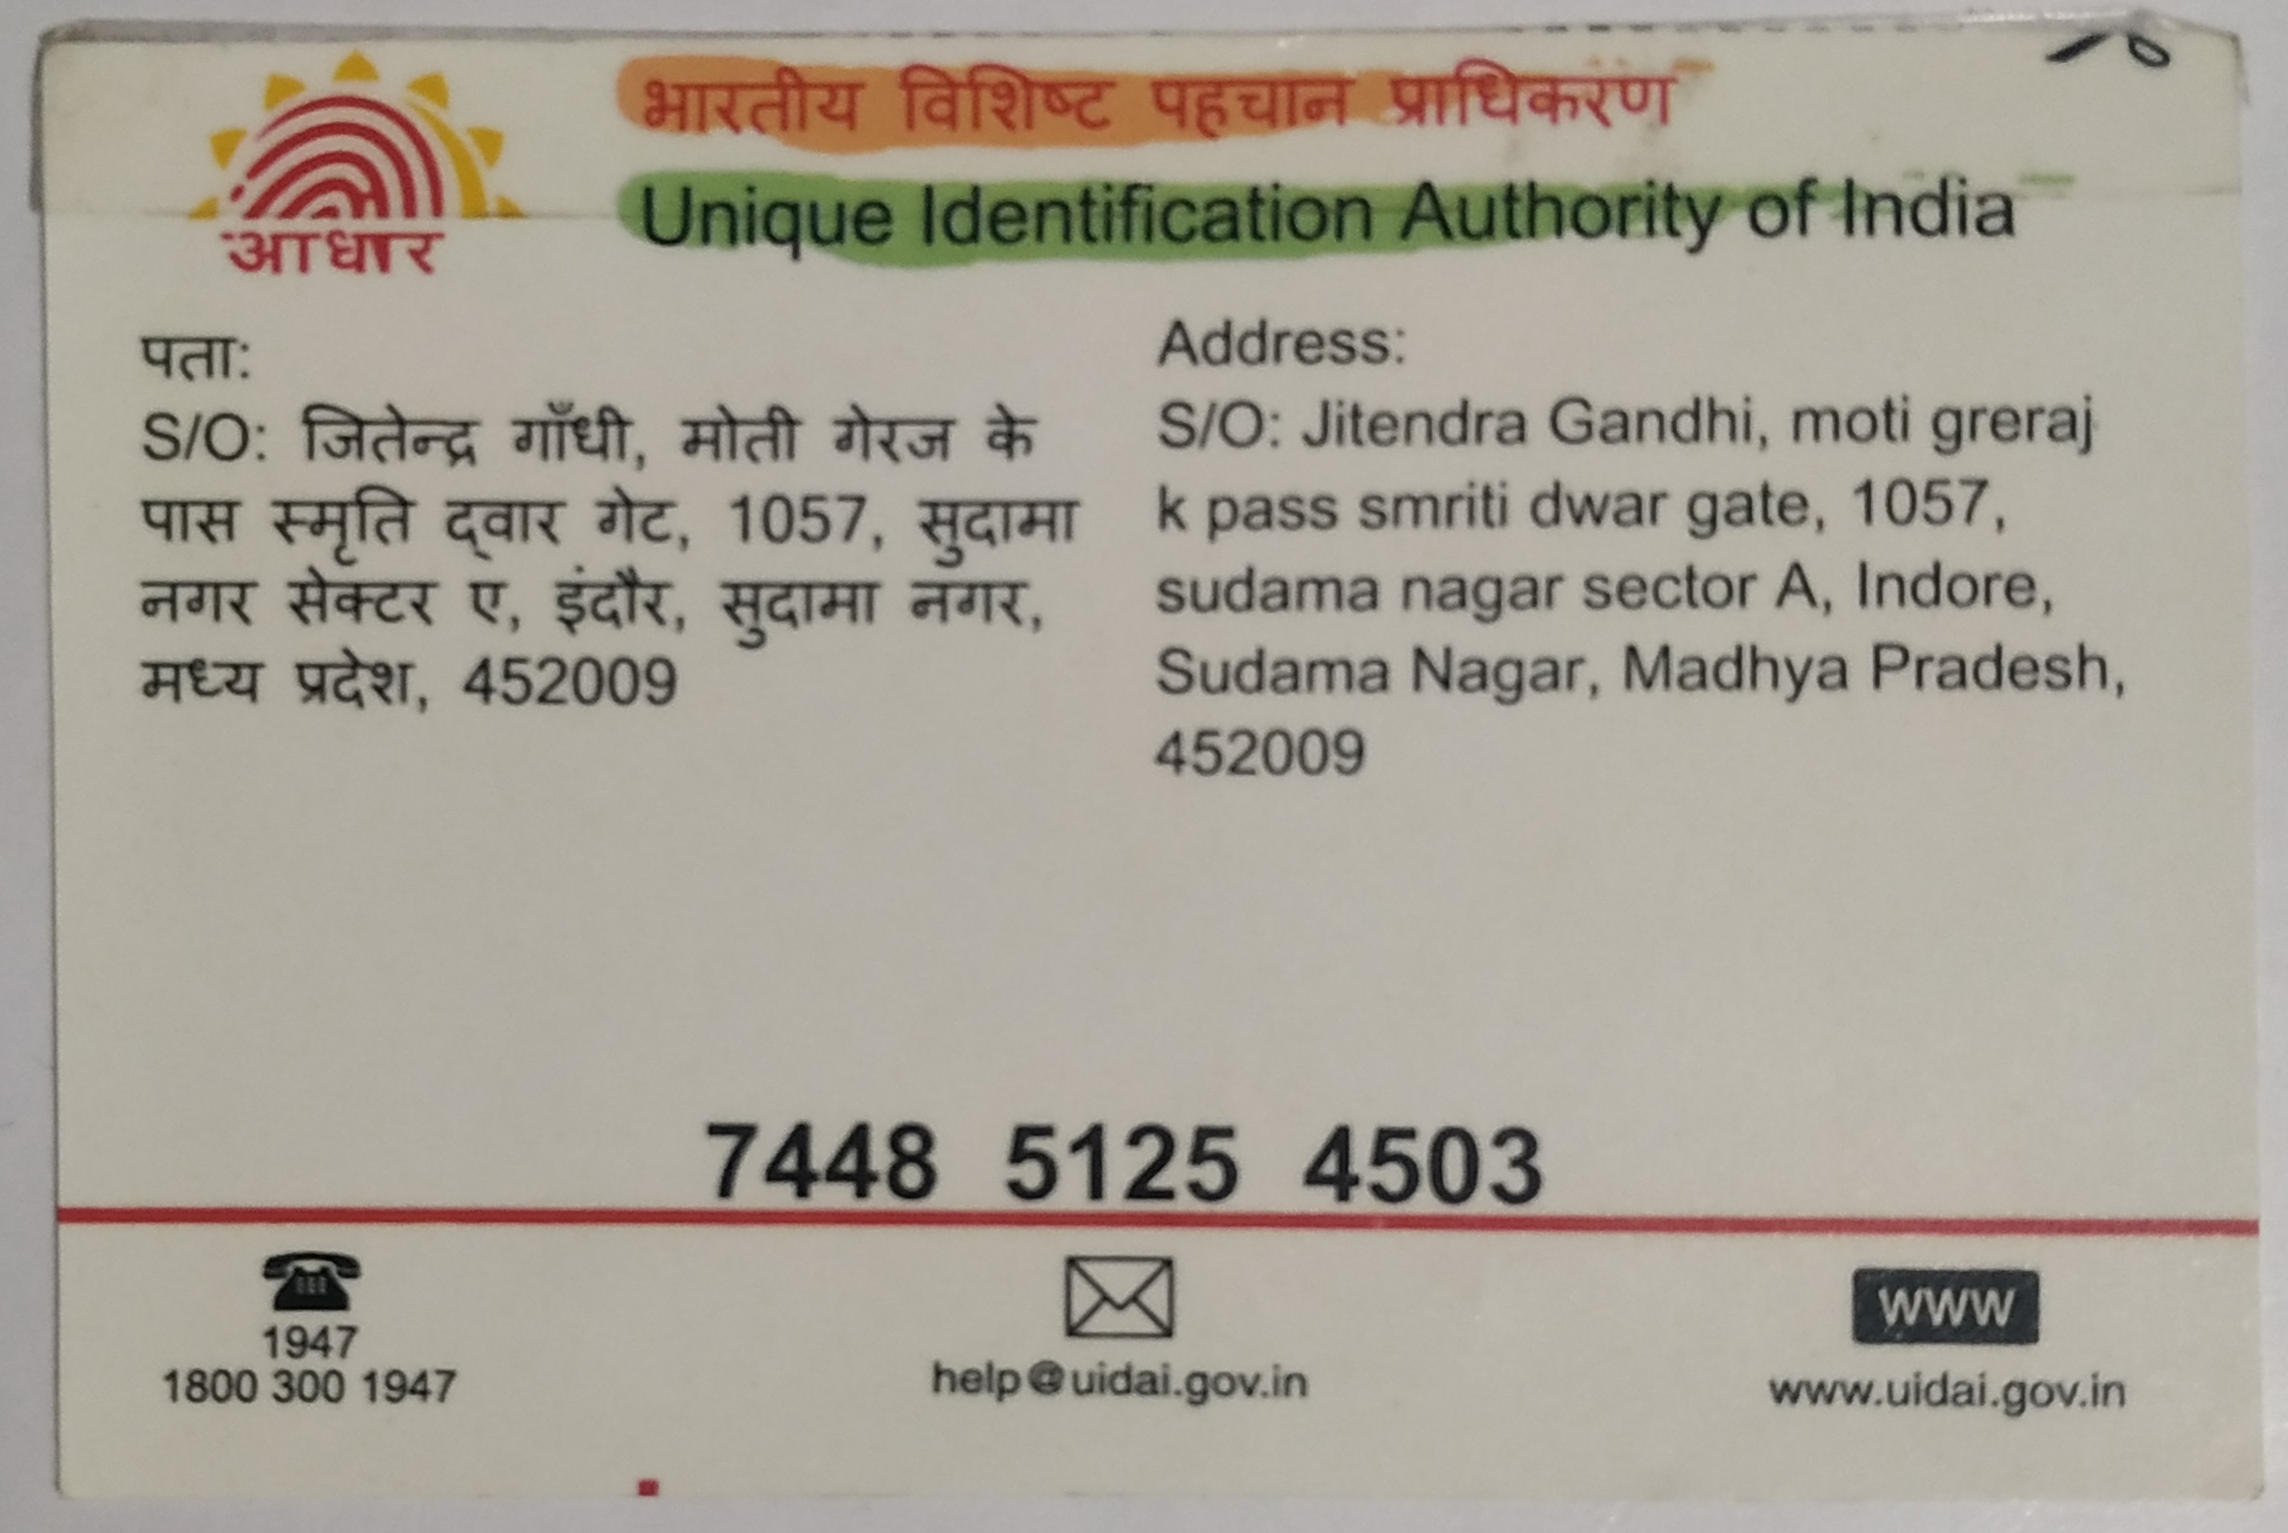 भारतीय विशिष्ट पहचान प्राधिकरण
Unique Identification Authority of India
आधार
पता:
S/O: जितेन्द्र गाँधी, मोती गेरज के
पास स्मृति द्वार गेट, 1057, सुदामा
नगर सेक्टर ए, इंदौर, सुदामा नगर,
मध्य प्रदेश, 452009
Address:
S/O: Jitendra Gandhi, moti greraj
k pass smriti dwar gate, 1057,
sudama nagar sector A, Indore,
Sudama Nagar, Madhya Pradesh,
452009
7448 5125 4503
1947
1800 300 1947
help@uidai.gov.in
WWW
www.uidai.gov.in